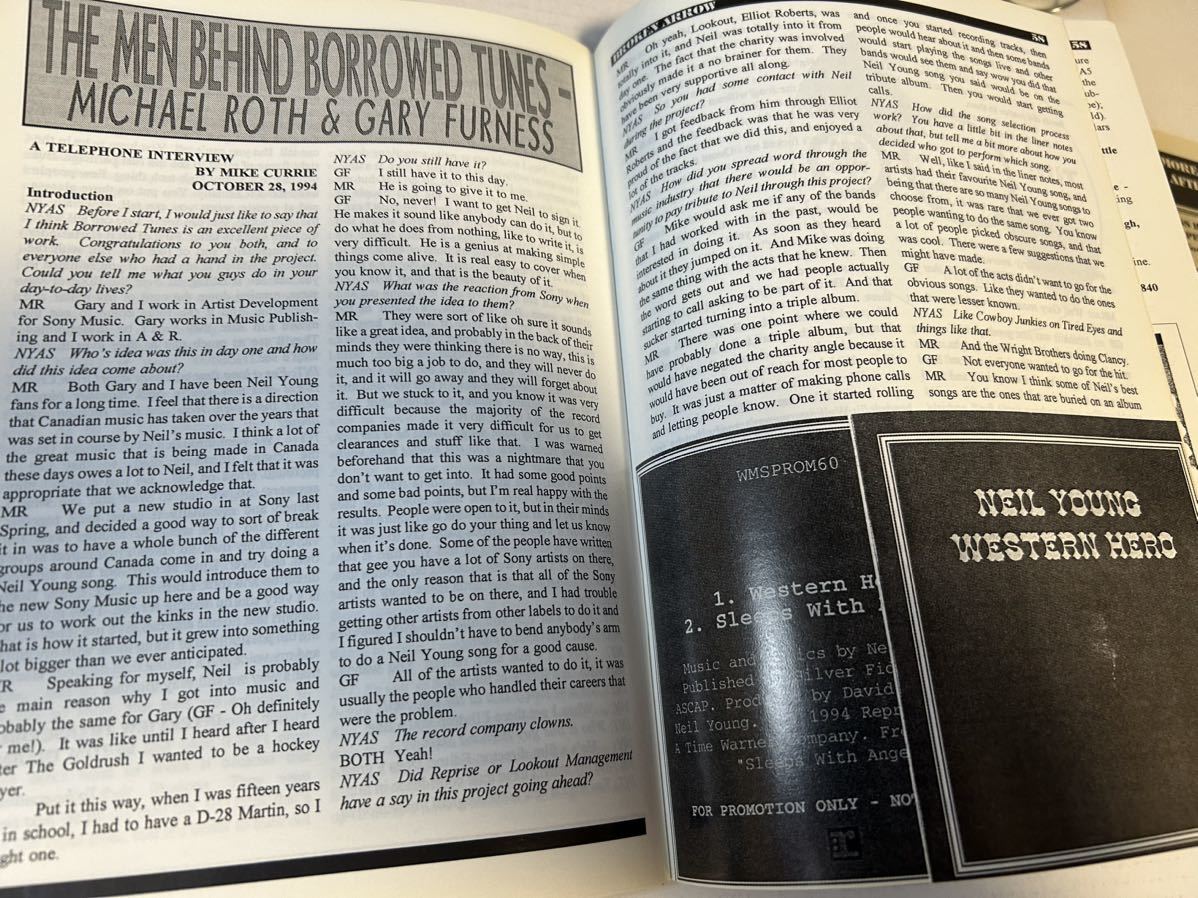 THE MEN BEHIND BORROWED TUNES -
MICHAEL ROTH & GARY FURNESS
A TELEPHONE INTERVIEW
BY MIKE CURRIE
OCTOBER 28, 1994
Introduction
NYAS Before I start, I would just like to say that
I think Borrowed Tunes is an excellent piece of
work. Congratulations to you both, and to
everyone else who had a hand in the project.
Could you tell me what you guys do in your
day-to-day lives?
MR Gary and I work in Artist Development
for Sony Music. Gary works in Music Publish-
ing and I work in A & R.
NYAS Who's idea was this in day one and how
did this idea come about?
MR Both Gary and I have been Neil Young
fans for a long time. I feel that there is a direction
that Canadian music has taken over the years that
was set in course by Neil's music. I think a lot of
the great music that is being made in Canada
these days owes a lot to Neil, and I felt that it was
appropriate that we acknowledge that.
MR We put a new studio in at Sony last
Spring, and decided a good way to sort of break
it in was to have a whole bunch of the different
groups around Canada come in and try doing a
Neil Young song. This would introduce them to
he new Sony Music up here and be a good way
or us to work out the kinks in the new studio.
hat is how it started, but it grew into something
lot bigger than we ever anticipated.
R Speaking for myself, Neil is probably
e main reason why I got into music and
obably the same for Gary (GF - Oh definitely
me!). It was like until I heard after I heard
ter The Goldrush I wanted to be a hockey
yer.
Put it this way, when I was fifteen years
in school, I had to have a D-28 Martin, so I
ght one.
NYAS Do you still have it?
GF I still have it to this day.
MR He is going to give it to me.
GF No, never! I want to get Neil to sign it.
He makes it sound like anybody can do it, but to
do what he does from nothing, like to write it, is
very difficult. He is a genius at making simple
things come alive. It is real easy to cover when
you know it, and that is the beauty of it.
NYAS What was the reaction from Sony when
you presented the idea to them?
MR They were sort of like oh sure it sounds
like a great idea, and probably in the back of their
minds they were thinking there is no way, this is
much too big a job to do, and they will never do
it, and it will go away and they will forget about
it. But we stuck to it, and you know it was very
difficult because the majority of the record
companies made it very difficult for us to get
clearances and stuff like that. I was warned
beforehand that this was a nightmare that you
don't want to get into. It had some good points
and some bad points, but I'm real happy with the
results. People were open to it, but in their minds
it was just like go do your thing and let us know
when it's done. Some of the people have written
that gee you have a lot of Sony artists on there,
and the only reason that is that all of the Sony
artists wanted to be on there, and I had trouble
getting other artists from other labels to do it and
I figured I shouldn't have to bend anybody's arm
to do a Neil Young song for a good cause.
GF All of the artists wanted to do it, it was
usually the people who handled their careers that
were the problem.
NYAS The record company clowns.
BOTH Yeah!
NYAS Did Reprise or Lookout Management
have a say in this project going ahead?
BROKEN ARROW
58
MR Oh yeah, Lookout, Elliot Roberts, was
totally into it, and Neil was totally into it from
day one. The fact that the charity was involved
obviously made it a no brainer for them. They
have been very supportive all along.
NYAS So you had some contact with Neil
during the project?
MR I got feedback from him through Elliot
Roberts and the feedback was that he was very
proud of the fact that we did this, and enjoyed a
lot of the tracks.
NYAS How did you spread word through the
music industry that there would be an oppor-
tunity to pay tribute to Neil through this project?
GF Mike would ask me if any of the bands
that I had worked with in the past, would be
interested in doing it. As soon as they heard
about it they jumped on it. And Mike was doing
the same thing with the acts that he knew. Then
the word gets out and we had people actually
starting to call asking to be part of it. And that
sucker started turning into a triple album.
MR There was one point where we could
have probably done a triple album, but that
would have negated the charity angle because it
would have been out of reach for most people to
buy. It was just a matter of making phone calls
and letting people know. One it started rolling
and once you started recording tracks, then
people would hear about it and then some bands
would start playing the songs live and other
bands would see them and say wow you did that
Neil Young song you said would be on the
tribute album. Then you would start getting
calls.
NYAS How did the song selection process
work? You have a little bit in the liner notes
about that, but tell me a bit more about how you
decided who got to perform which song.
MR Well, like I said in the liner notes, most
artists had their favourite Neil Young song, and
being that there are so many Neil Young songs to
choose from, it was rare that we ever got two
people wanting to do the same song. You know
a lot of people picked obscure songs, and that
was cool. There were a few suggestions that we
might have made.
GF A lot of the acts didn't want to go for the
obvious songs. Like they wanted to do the ones
that were lesser known.
NYAS Like Cowboy Junkies on Tired Eyes and
things like that.
MR And the Wright Brothers doing Clancy.
GF Not everyone wanted to go for the hit.
MR You know I think some of Neil's best
songs are the ones that are buried on an album
WMSPROM60
1. Western He
2. Sleeps With
Music and Lyrics by Ne
Published by Silver Fid
ASCAP. Produced by David
Neil Young. 1994 Repr
A Time Warner Company. Fr
"Sleeps With Ange
FOR PROMOTION ONLY - NO
NEIL YOUNG
WESTERN HERO
58
ure
A5
the
ub-
e).
ld).
lars
ttle
e -
ing
gh,
ine.
840